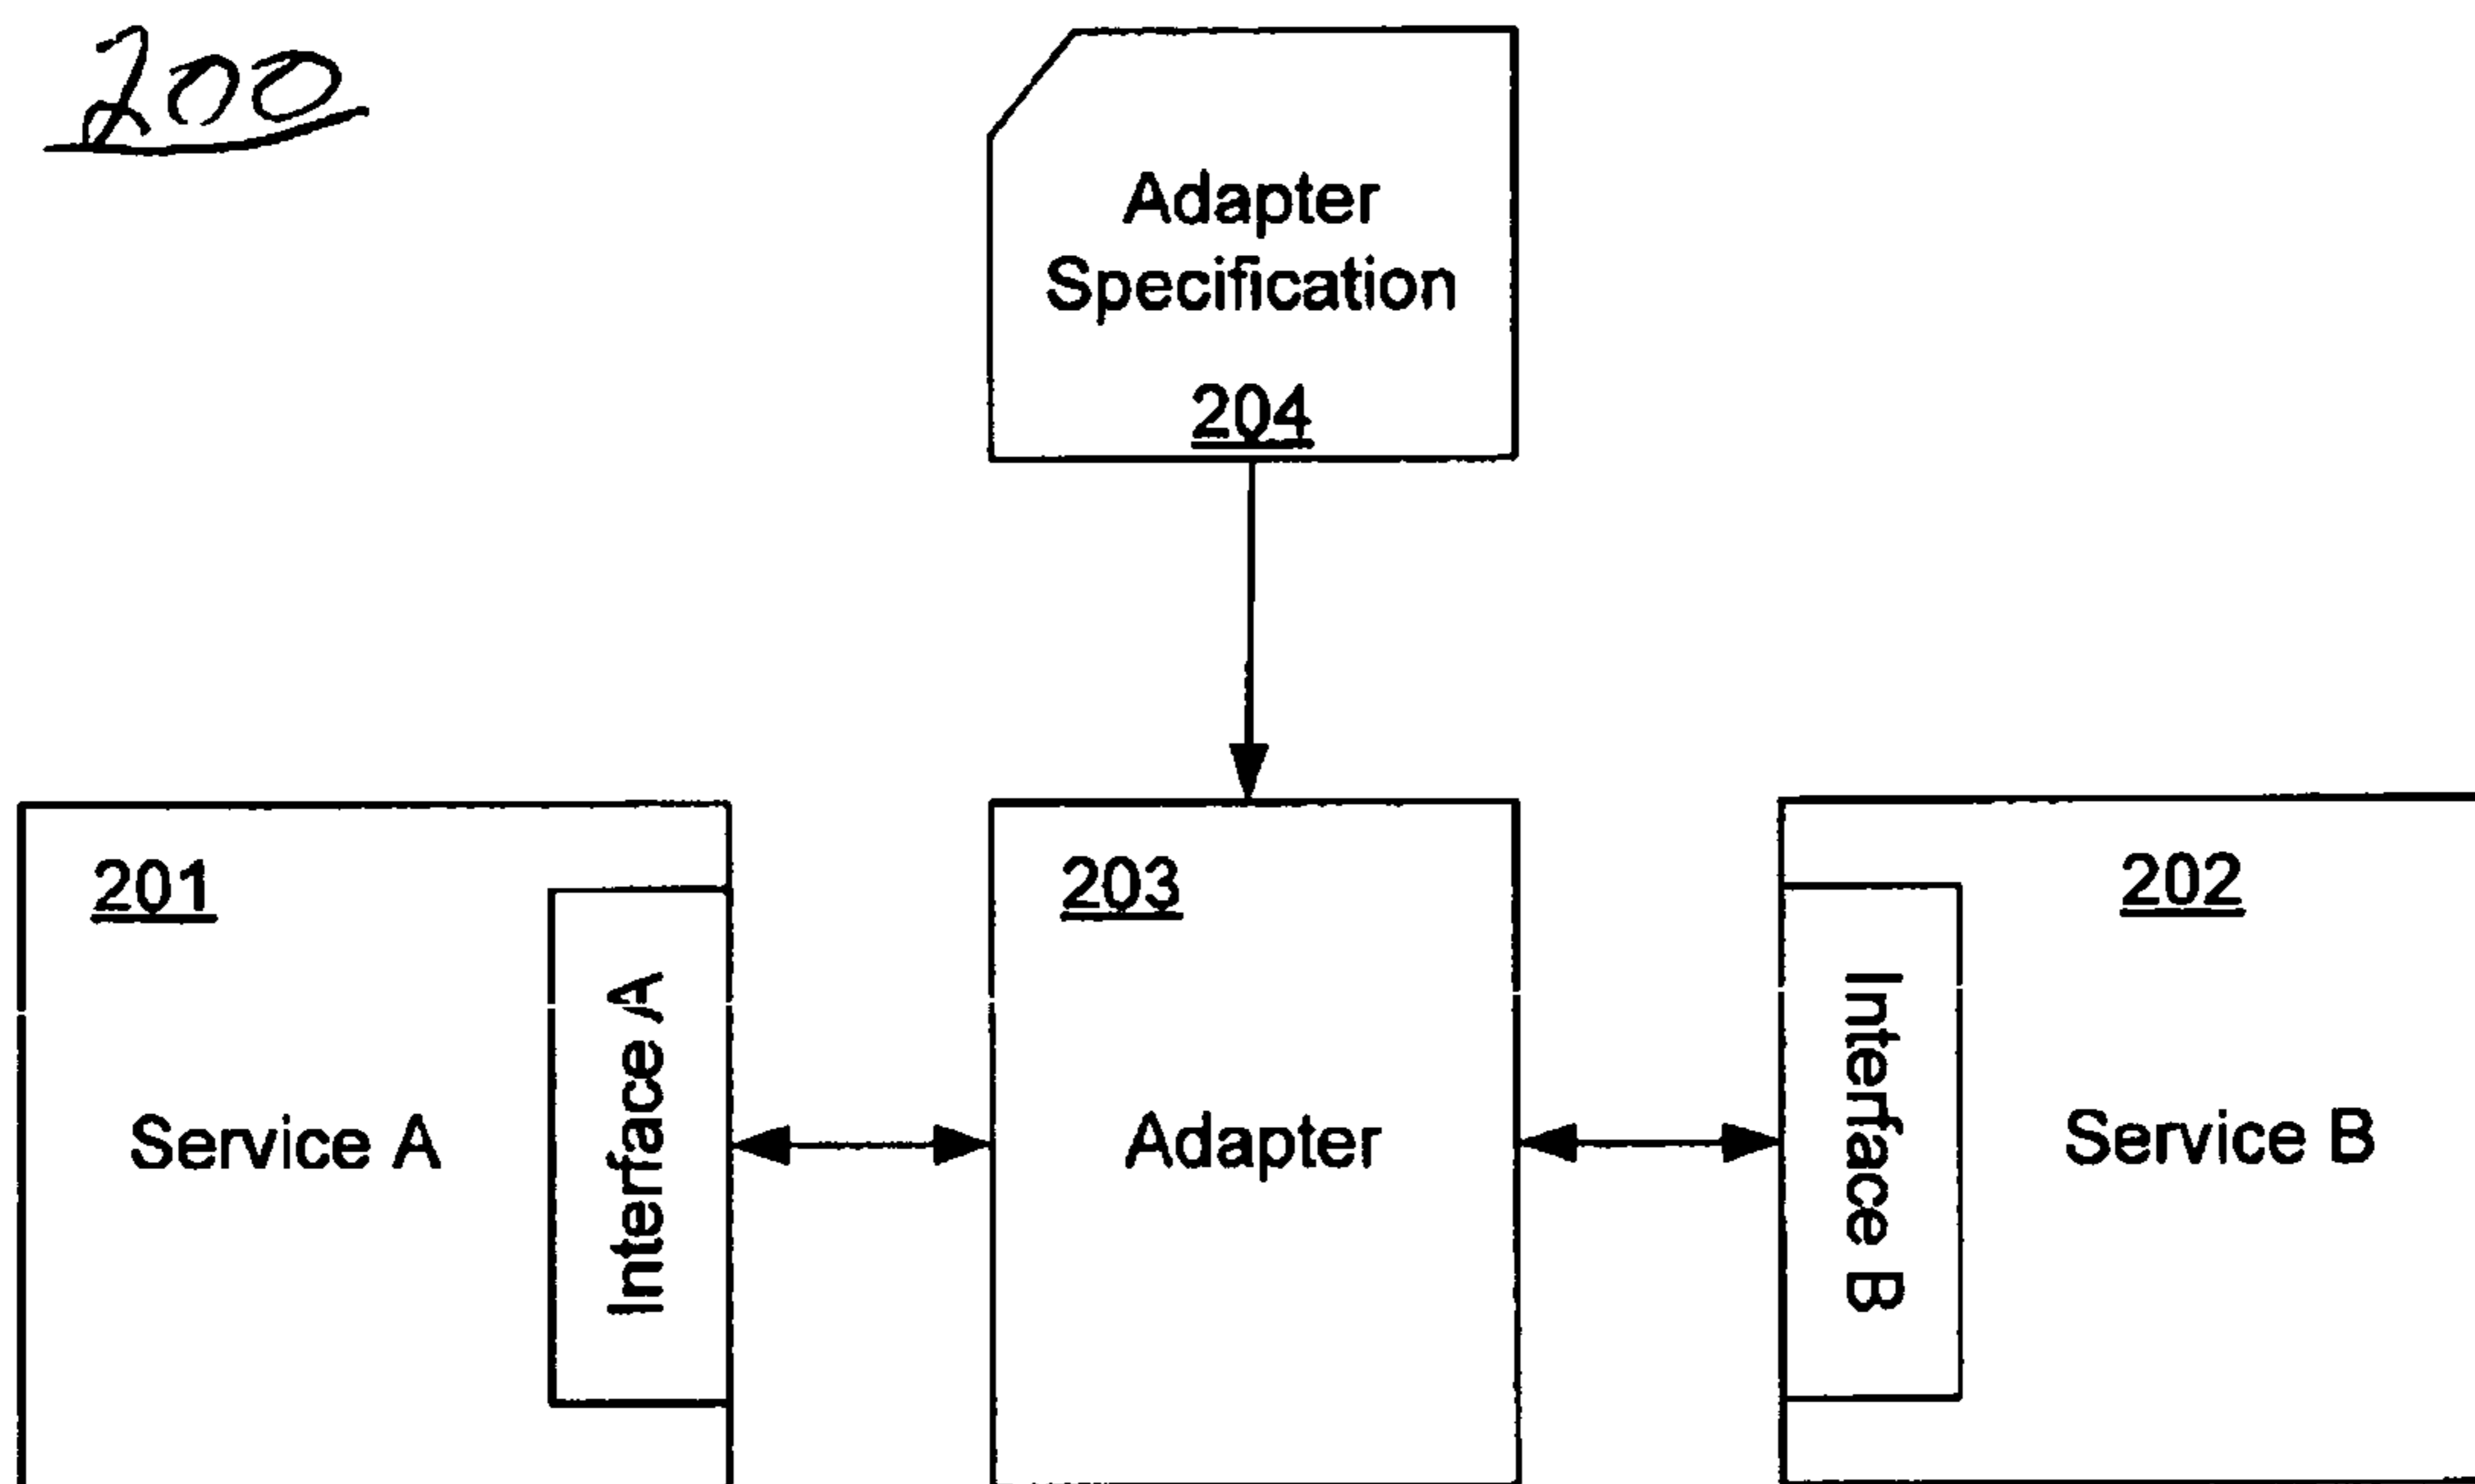 200
Adapter
Specification
204
201
Interface A
Service A
203
Adapter
202
Interface B
Service B